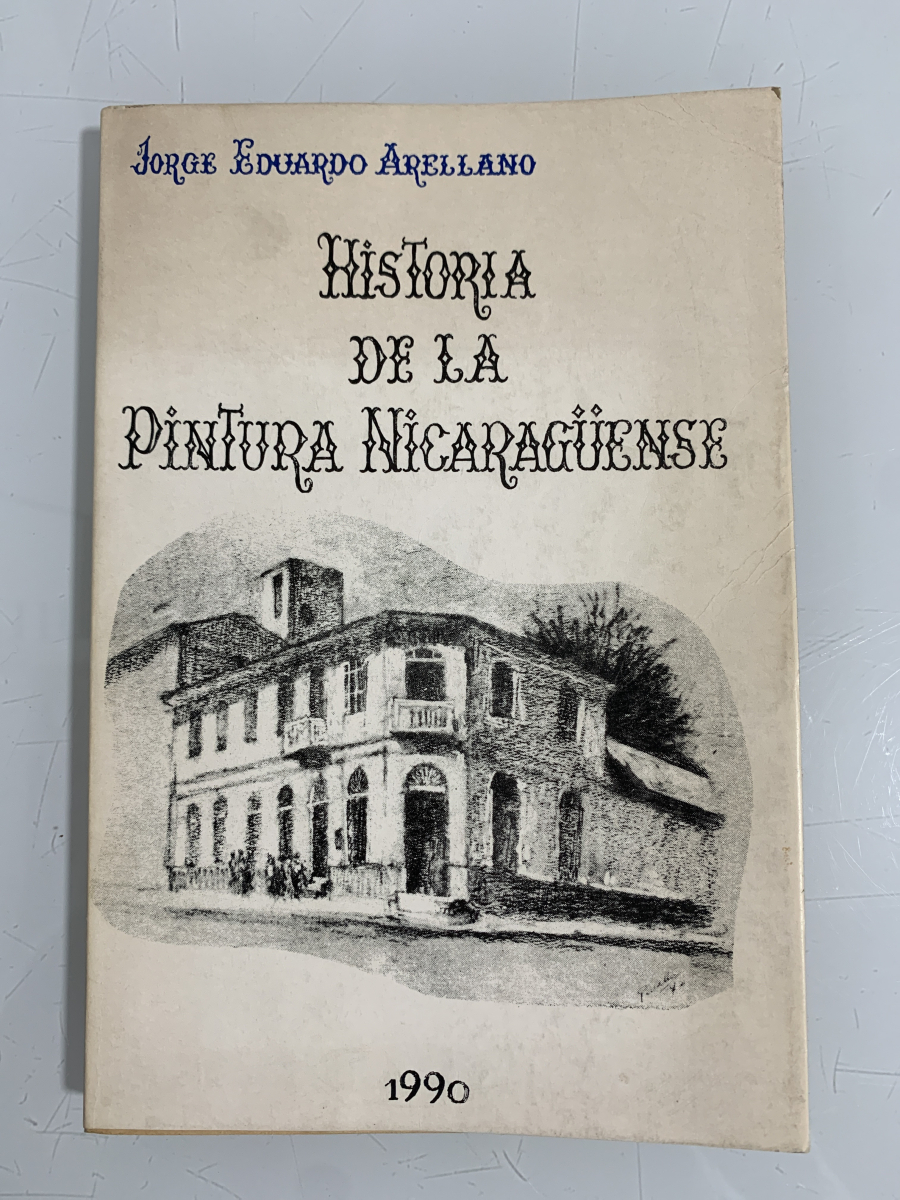 JORGE EDUARDO ARELLANO
HiSTORIA
DE LA
PiNTURA NiCARAGÜENSE
1990